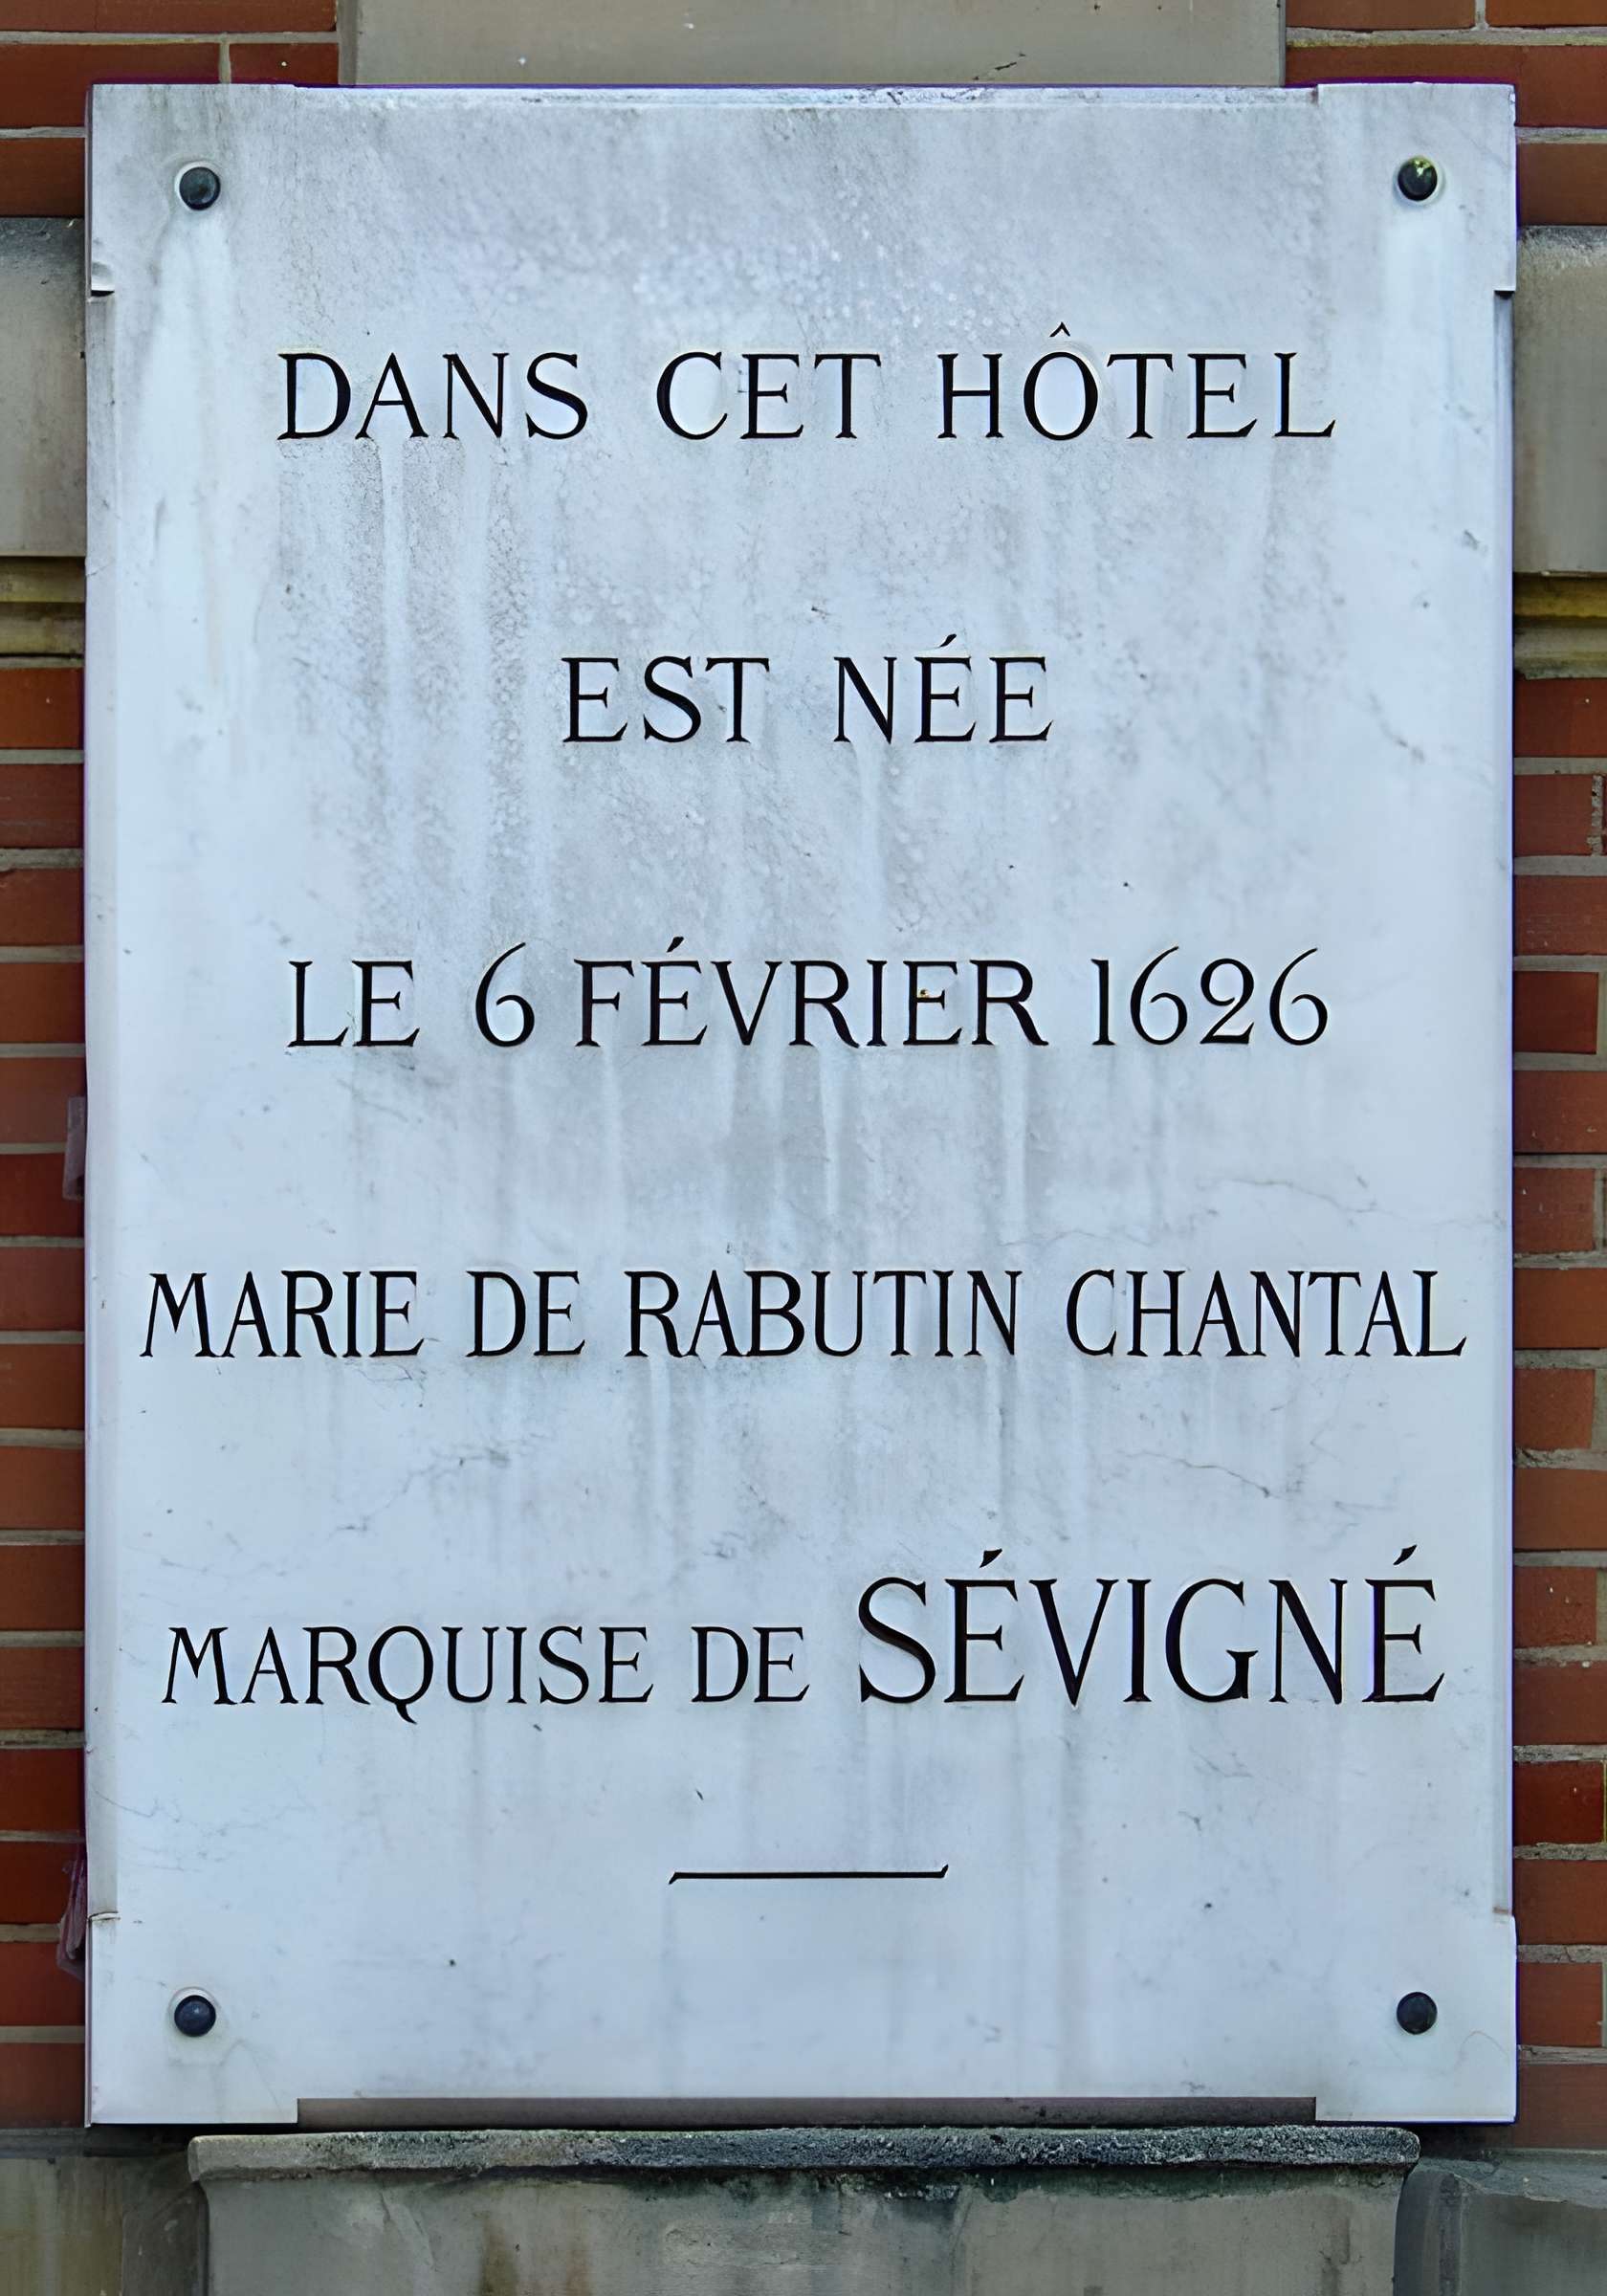 DANS CET HÔTEL
EST NÉE
LE 6 FÉVRIER 1626
MARIE DE RABUTIN CHANTAL
MARQUISE DE SÉVIGNÉ